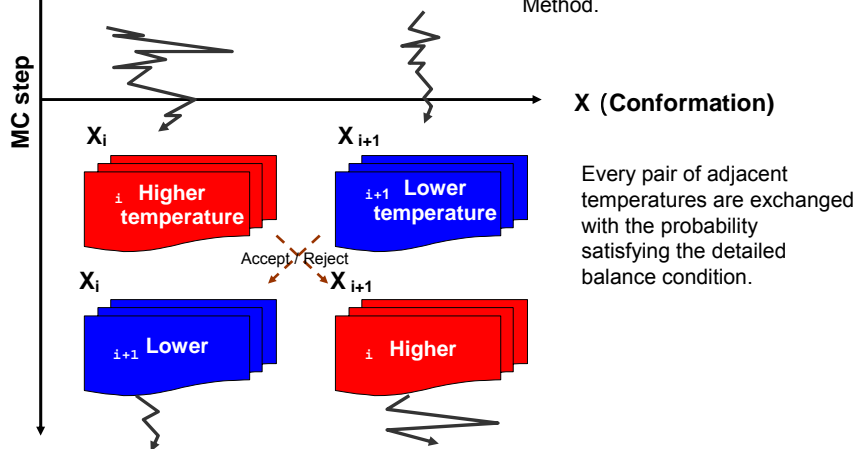 Method.
MC step
X (Conformation)
Xi
X i+1
i Higher
temperature
i+1 Lower
temperature
Every pair of adjacent
temperatures are exchanged
with the probability
satisfying the detailed
balance condition.
Accept / Reject
Xi
X i+1
i+1 Lower
i Higher